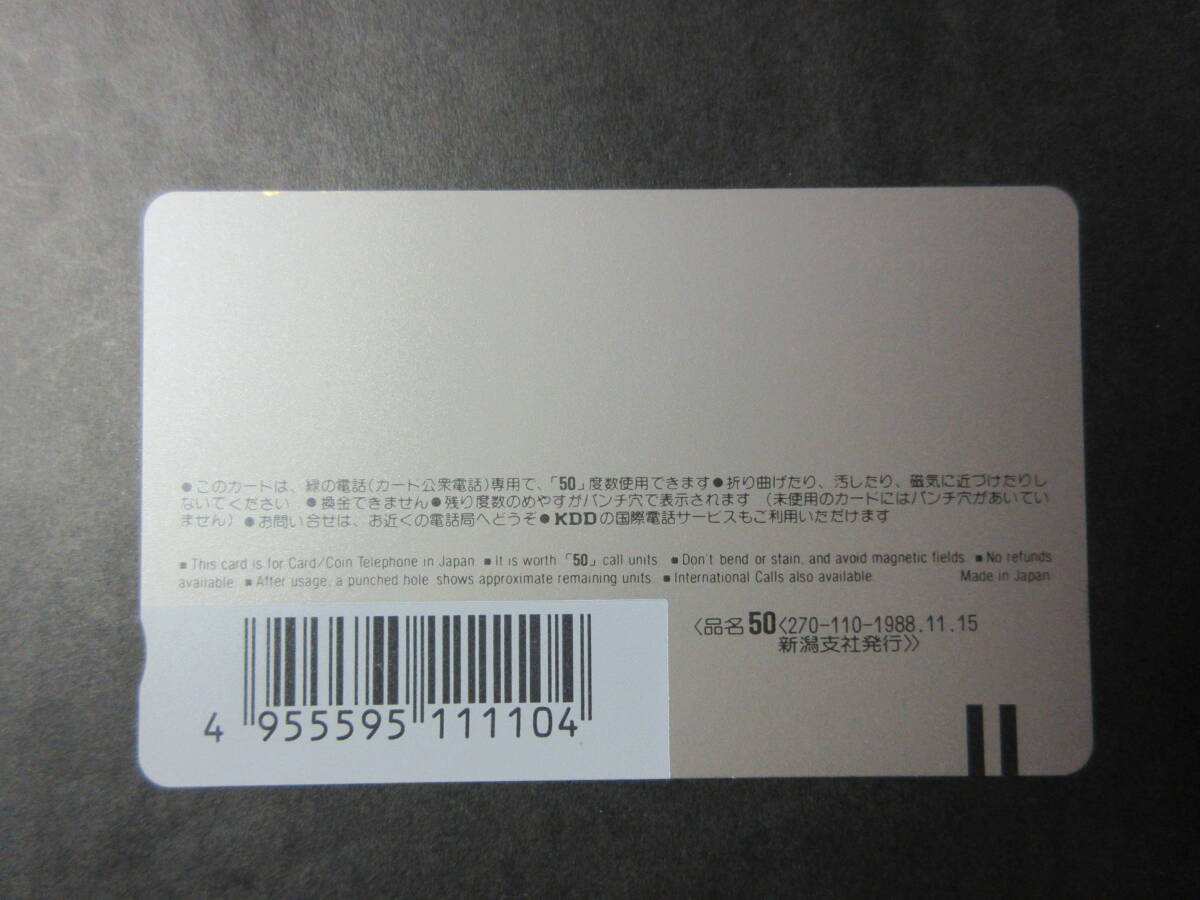 ●このカードは、緑の電話(カード公衆電話)専用で、「50」度数使用できます●折り曲げたり、汚したり、磁気に近づけたりし
ないでください ●換金できません●残り度数のめやすがパンチ穴で表示されます (未使用のカードにはパンチ穴があいてい
ません) ●お問い合せは、お近くの電話局へどうぞ●KDDの国際電話サービスもご利用いただけます
■This card is for Card/Coin Telephone in Japan. ■It is worth 「50」 call units. ■Don't bend or stain, and avoid magnetic fields. ■No refunds
available. ■After usage, a punched hole shows approximate remaining units. ■International Calls also available. Made in Japan
〈品名50〈270-110-1988.11.15
新潟支社発行〉〉
4 955595 111104